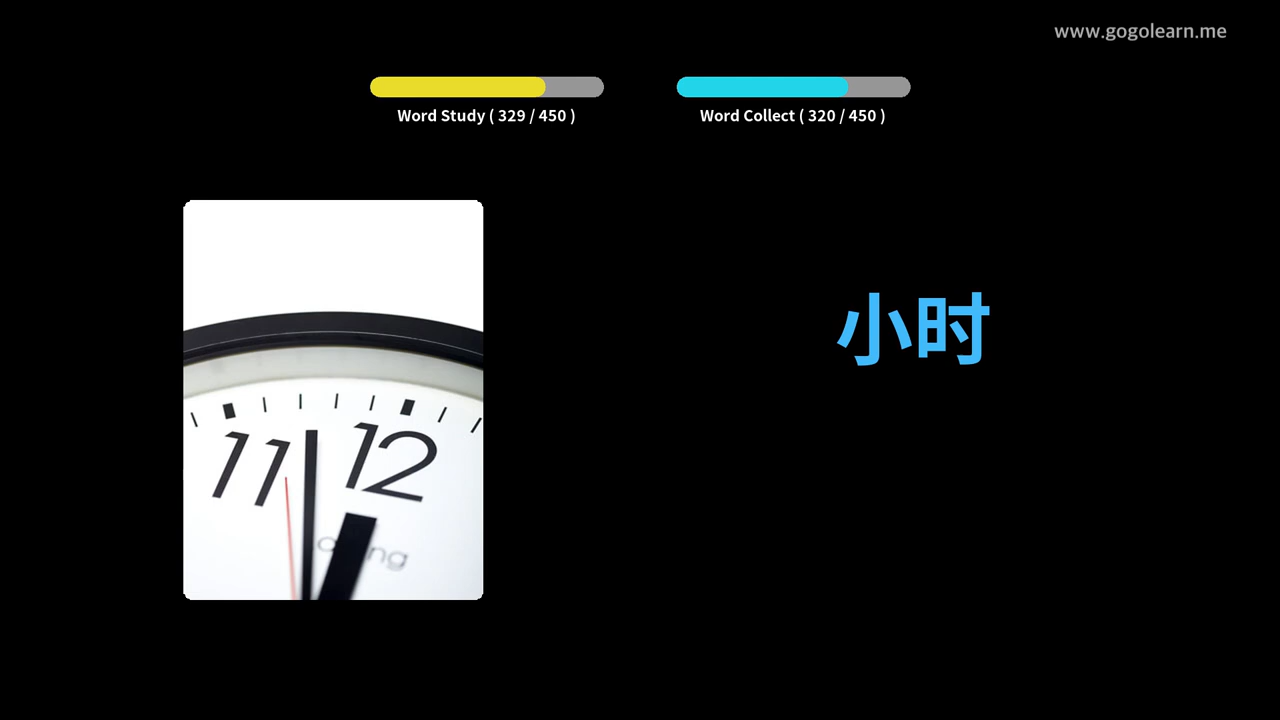 www.gogolearn.me
Word Study ( 329 / 450 )
Word Collect ( 320 / 450 )
小时
11
12